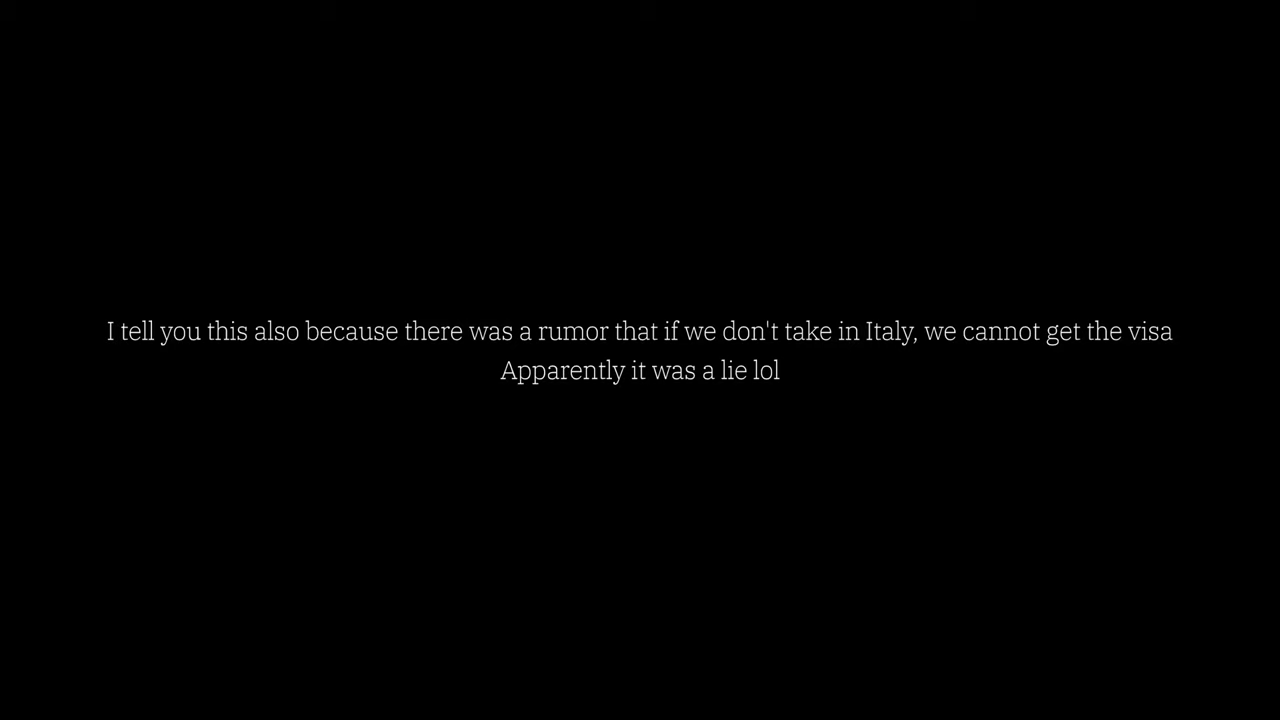 I tell you this also because there was a rumor that if we don't take in Italy, we cannot get the visa
Apparently it was a lie lol